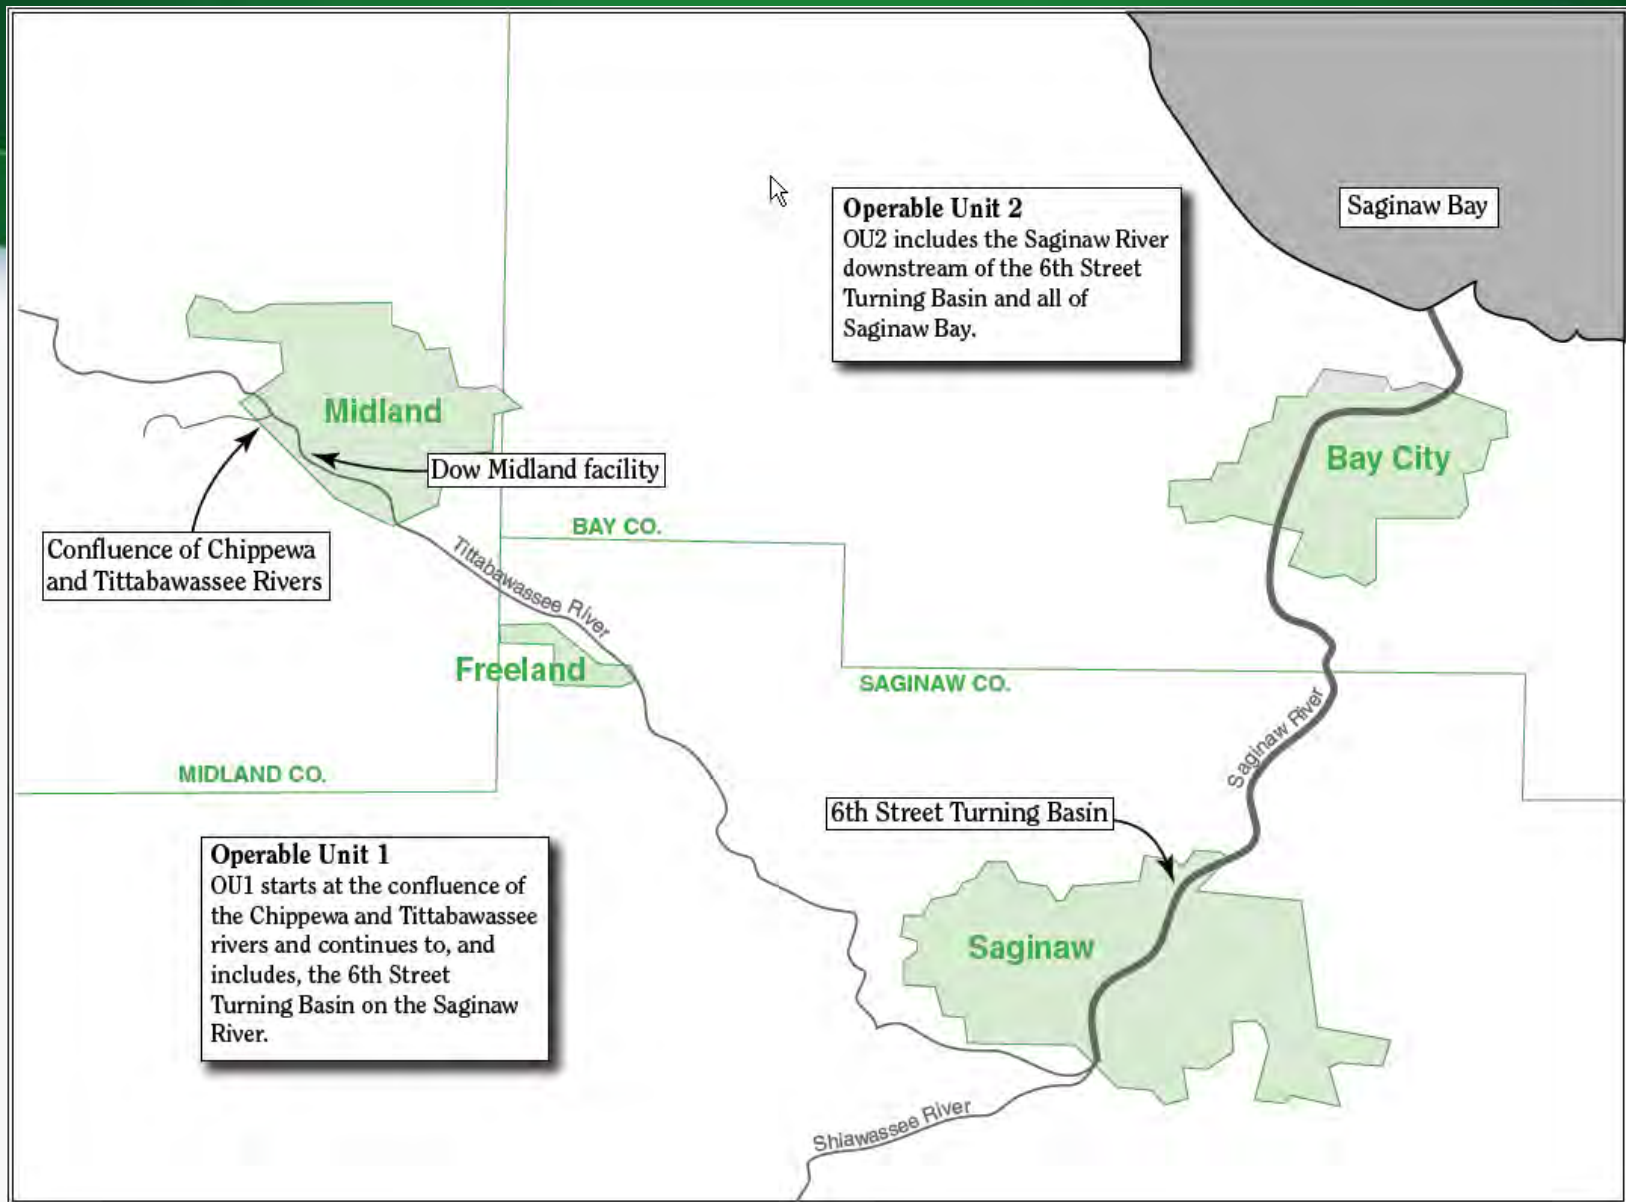 Operable Unit 2
OU2 includes the Saginaw River
downstream of the 6th Street
Turning Basin and all of
Saginaw Bay.
Saginaw Bay
Midland
Dow Midland facility
Bay City
Confluence of Chippewa
and Tittabawassee Rivers
BAY CO.
Tittabawassee River
Freeland
SAGINAW CO.
Saginaw River
MIDLAND CO.
6th Street Turning Basin
Operable Unit 1
OU1 starts at the confluence of
the Chippewa and Tittabawassee
rivers and continues to, and
includes, the 6th Street
Turning Basin on the Saginaw
River.
Saginaw
Shiawassee River